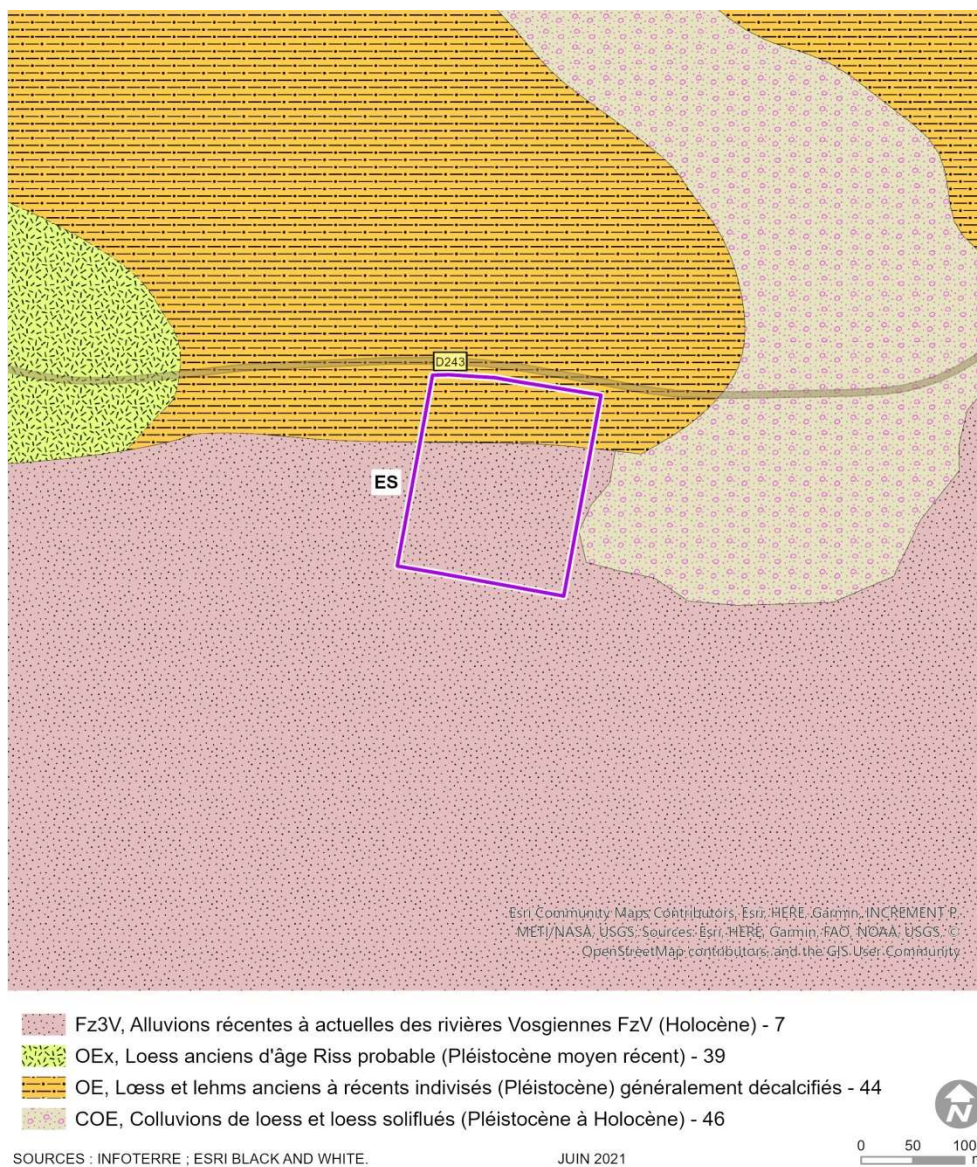 D243
ES
Esri Community Maps Contributors, Esri, HERE, Garmin, INCREMENT P,
METI/NASA, USGS, Sources: Esri, HERE, Garmin, FAO, NOAA, USGS, ©
OpenStreetMap contributors, and the GIS User Community
Fz3V, Alluvions récentes à actuelles des rivières Vosgiennes FzV (Holocène) - 7
OEx, Loess anciens d'âge Riss probable (Pléistocène moyen récent) - 39
OE, Lœss et lehms anciens à récents indivisés (Pléistocène) généralement décalcifiés - 44
COE, Colluvions de loess et loess soliflués (Pléistocène à Holocène) - 46
N
SOURCES : INFOTERRE ; ESRI BLACK AND WHITE.
JUIN 2021
0 50 100